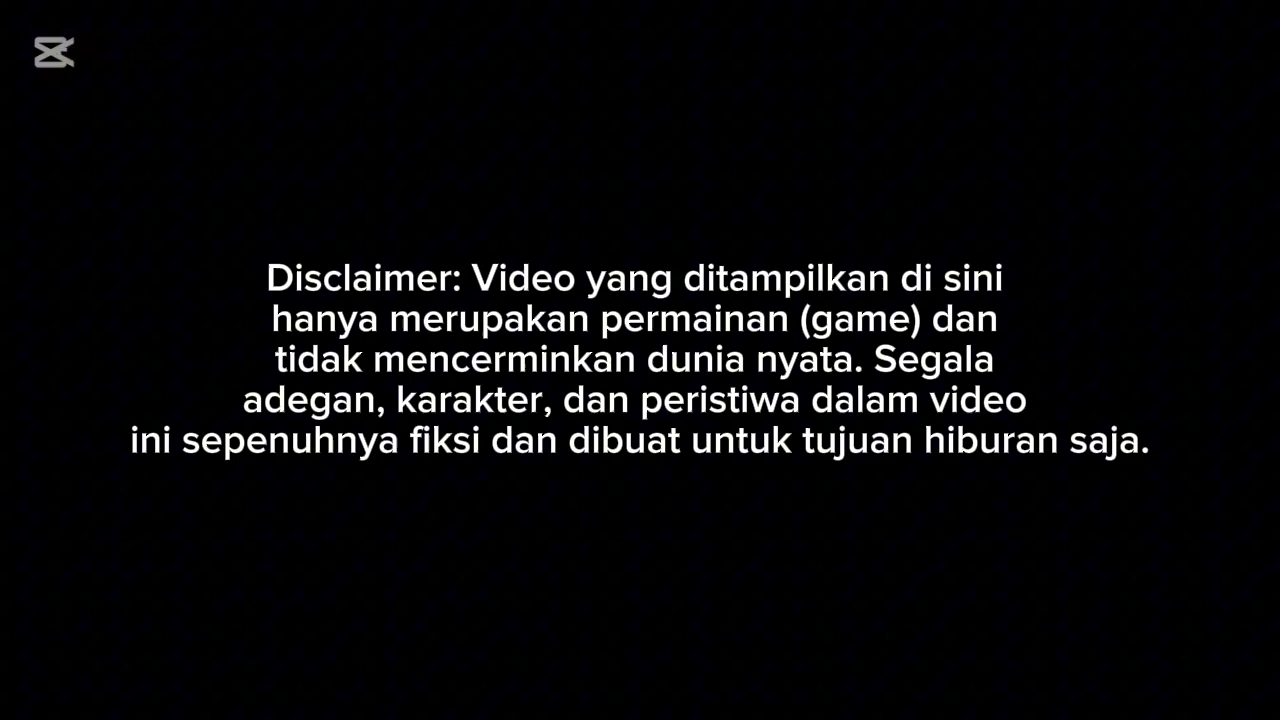 Disclaimer: Video yang ditampilkan di sini
hanya merupakan permainan (game) dan
tidak mencerminkan dunia nyata. Segala
adegan, karakter, dan peristiwa dalam video
ini sepenuhnya fiksi dan dibuat untuk tujuan hiburan saja.